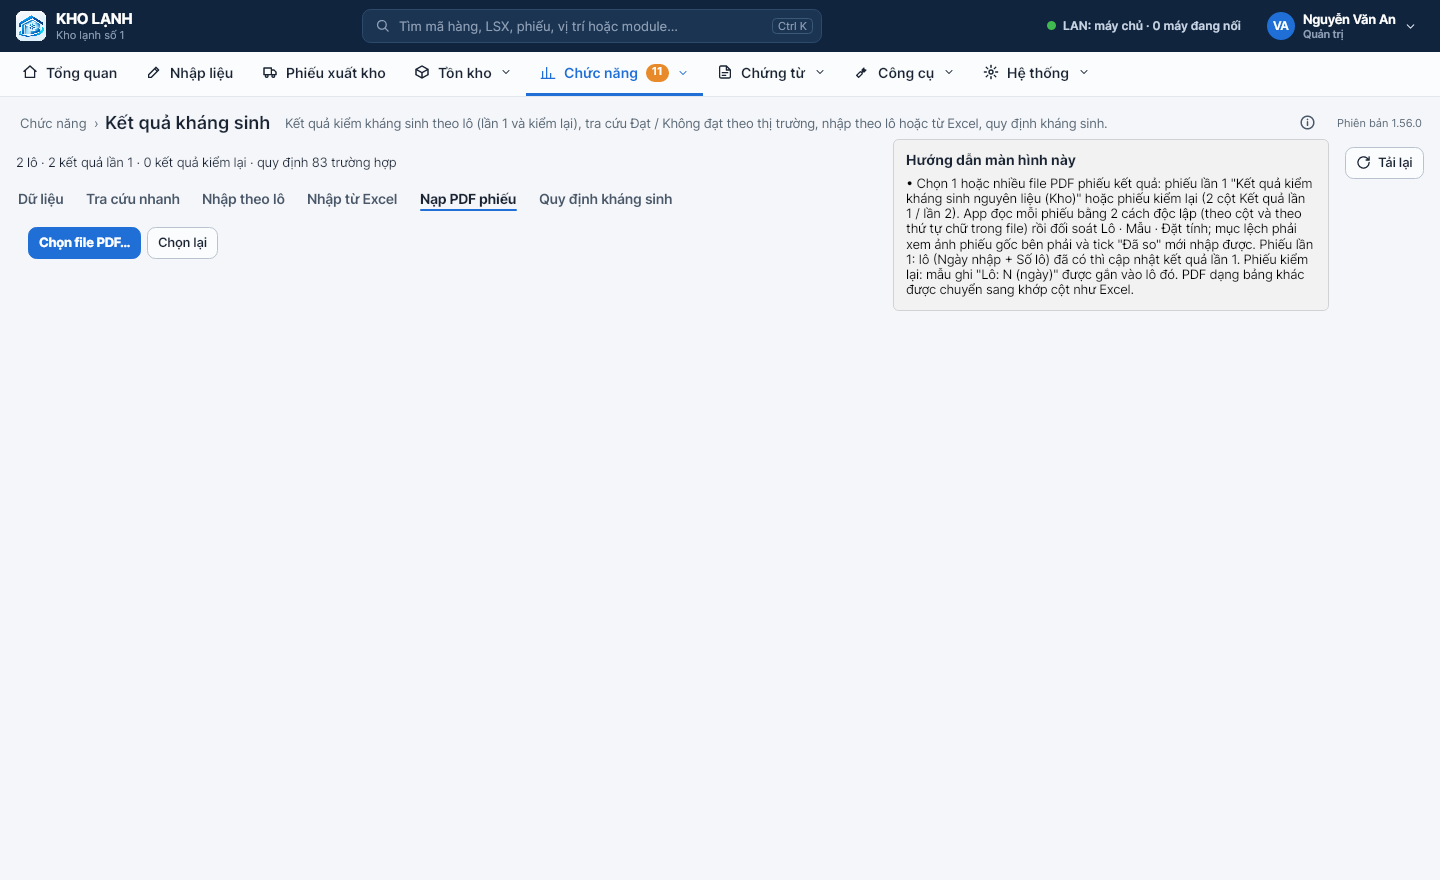 KHO LẠNH
Kho lạnh số 1
Tìm mã hàng, LSX, phiếu, vị trí hoặc module...
Ctrl K
LAN: máy chủ · 0 máy đang nối
VA
Nguyễn Văn An
Quản trị
Tổng quan
Nhập liệu
Phiếu xuất kho
Tồn kho
Chức năng 11
Chứng từ
Công cụ
Hệ thống
Chức năng › Kết quả kháng sinh
Kết quả kiểm kháng sinh theo lô (lần 1 và kiểm lại), tra cứu Đạt / Không đạt theo thị trường, nhập theo lô hoặc từ Excel, quy định kháng sinh.
Phiên bản 1.56.0
2 lô · 2 kết quả lần 1 · 0 kết quả kiểm lại · quy định 83 trường hợp
Tải lại
Dữ liệu
Tra cứu nhanh
Nhập theo lô
Nhập từ Excel
Nạp PDF phiếu
Quy định kháng sinh
Chọn file PDF...
Chọn lại
Hướng dẫn màn hình này
• Chọn 1 hoặc nhiều file PDF phiếu kết quả: phiếu lần 1 "Kết quả kiểm
kháng sinh nguyên liệu (Kho)" hoặc phiếu kiểm lại (2 cột Kết quả lần
1 / lần 2). App đọc mỗi phiếu bằng 2 cách độc lập (theo cột và theo
thứ tự chữ trong file) rồi đối soát Lô · Mẫu · Đặt tính; mục lệch phải
xem ảnh phiếu gốc bên phải và tick "Đã so" mới nhập được. Phiếu lần
1: lô (Ngày nhập + Số lô) đã có thì cập nhật kết quả lần 1. Phiếu kiểm
lại: mẫu ghi "Lô: N (ngày)" được gắn vào lô đó. PDF dạng bảng khác
được chuyển sang khớp cột như Excel.